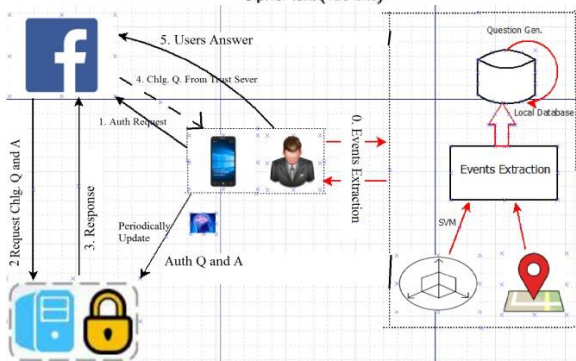 5. Users Answer
4. Chlg. Q. From Trust Sever
1. Auth Request
2 Request Chlg. Q and A
3. Response
Periodically
Update
Auth Q and A
0. Events Extraction
Question Gen.
Local Database
Events Extraction
SVM